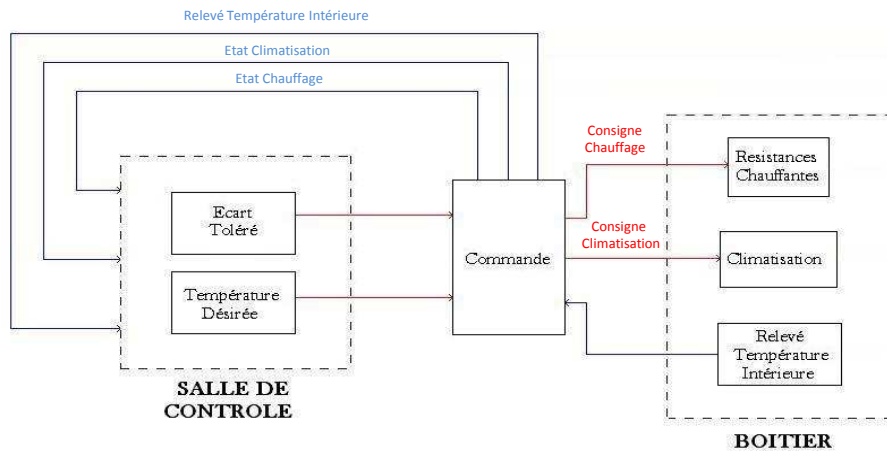 Relevé Température Intérieure
Etat Climatisation
Etat Chauffage
Ecart
Toléré
Température
Désirée
SALLE DE
CONTROLE
Commande
Consigne
Chauffage
Consigne
Climatisation
Resistances
Chauffantes
Climatisation
Relevé
Température
Intérieure
BOITIER